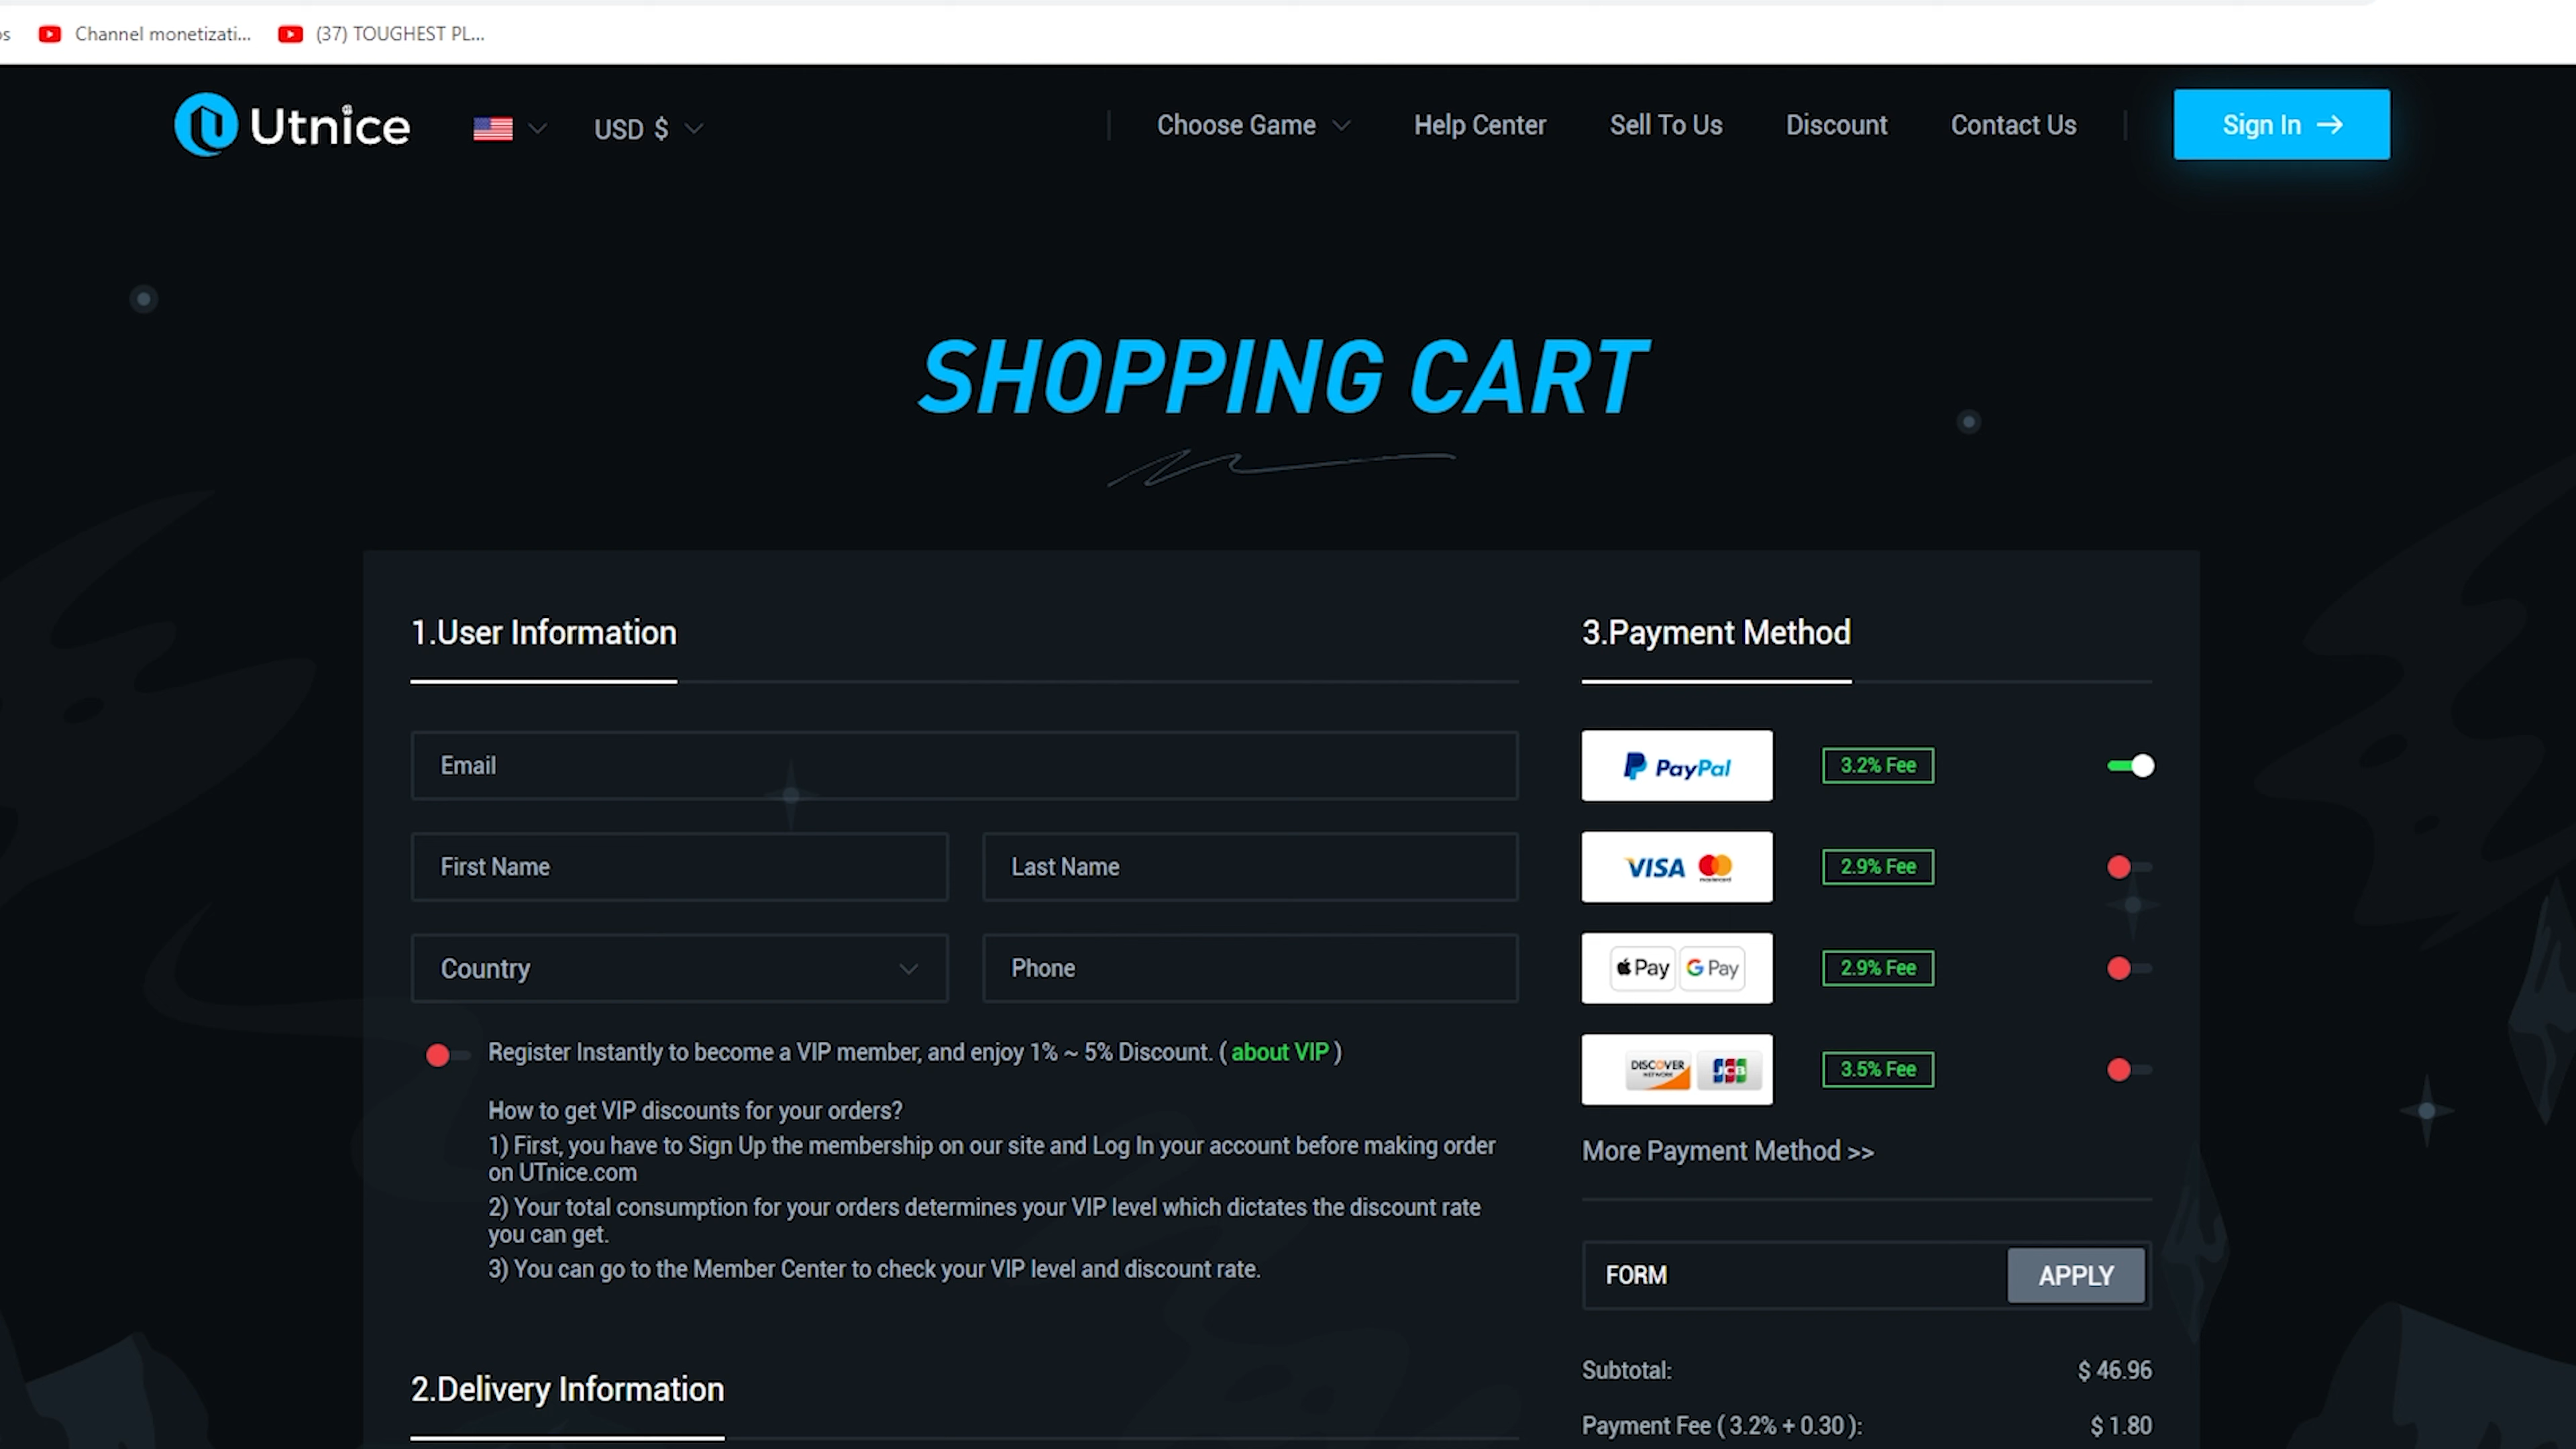 Channel monetizati...
(37) TOUGHEST PL...
Utnice
USD $
Choose Game
Help Center
Sell To Us
Discount
Contact Us
Sign In
SHOPPING CART
1.User Information
Email
First Name
Last Name
Country
Phone
Register Instantly to become a VIP member, and enjoy 1% ~ 5% Discount. ( about VIP )
How to get VIP discounts for your orders?
1) First, you have to Sign Up the membership on our site and Log In your account before making order
on UTnice.com
2) Your total consumption for your orders determines your VIP level which dictates the discount rate
you can get.
3) You can go to the Member Center to check your VIP level and discount rate.
2.Delivery Information
3.Payment Method
PayPal
3.2% Fee
VISA mastercard
2.9% Fee
Pay G Pay
2.9% Fee
DISCOVER NETWORK JCB
3.5% Fee
More Payment Method >>
FORM
APPLY
Subtotal: $ 46.96
Payment Fee ( 3.2% + 0.30 ): $ 1.80